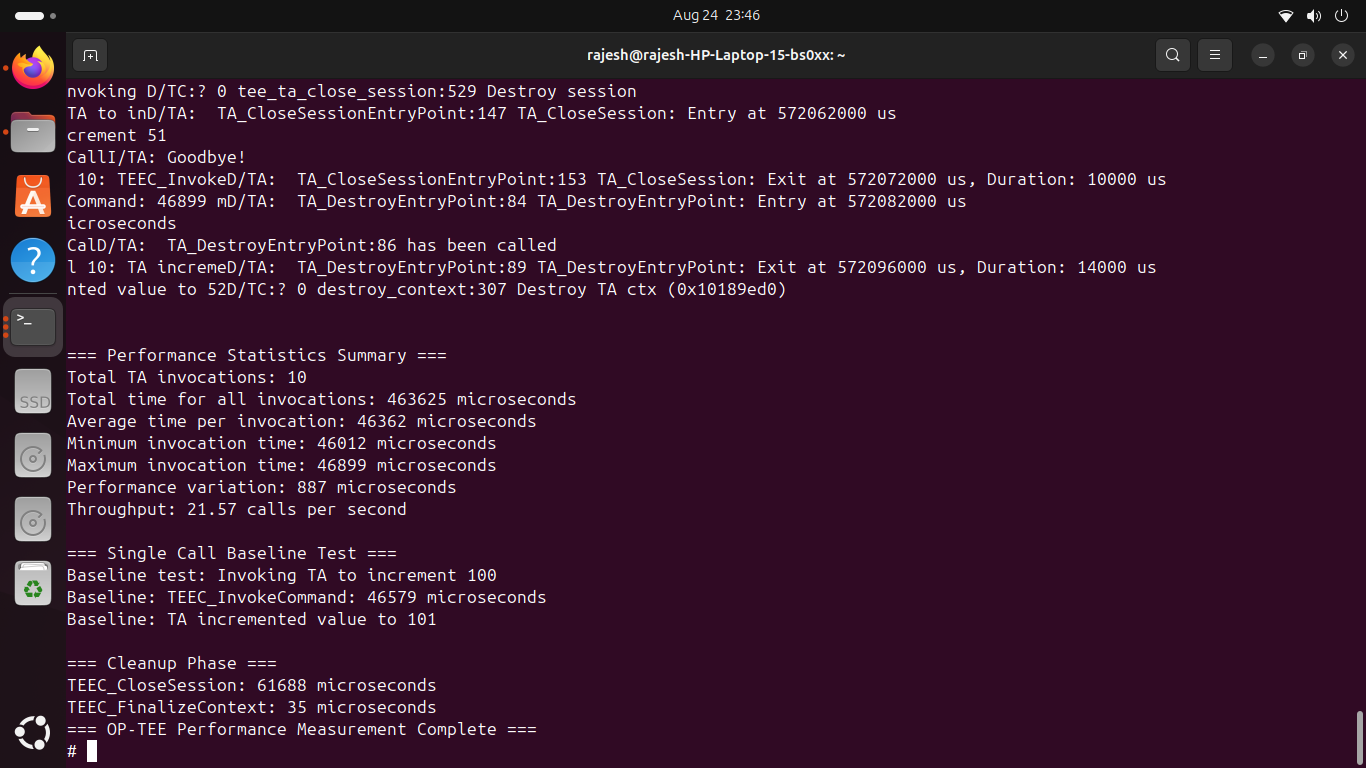 Aug 24 23:46
rajesh@rajesh-HP-Laptop-15-bs0xx: ~
nvoking D/TC:? 0 tee_ta_close_session:529 Destroy session
TA to inD/TA:  TA_CloseSessionEntryPoint:147 TA_CloseSession: Entry at 572062000 us
crement 51
CallI/TA: Goodbye!
 10: TEEC_InvokeD/TA:  TA_CloseSessionEntryPoint:153 TA_CloseSession: Exit at 572072000 us, Duration: 10000 us
Command: 46899 mD/TA:  TA_DestroyEntryPoint:84 TA_DestroyEntryPoint: Entry at 572082000 us
icroseconds
CalD/TA:  TA_DestroyEntryPoint:86 has been called
l 10: TA incremeD/TA:  TA_DestroyEntryPoint:89 TA_DestroyEntryPoint: Exit at 572096000 us, Duration: 14000 us
nted value to 52D/TC:? 0 destroy_context:307 Destroy TA ctx (0x10189ed0)
=== Performance Statistics Summary ===
Total TA invocations: 10
Total time for all invocations: 463625 microseconds
Average time per invocation: 46362 microseconds
Minimum invocation time: 46012 microseconds
Maximum invocation time: 46899 microseconds
Performance variation: 887 microseconds
Throughput: 21.57 calls per second
=== Single Call Baseline Test ===
Baseline test: Invoking TA to increment 100
Baseline: TEEC_InvokeCommand: 46579 microseconds
Baseline: TA incremented value to 101
=== Cleanup Phase ===
TEEC_CloseSession: 61688 microseconds
TEEC_FinalizeContext: 35 microseconds
=== OP-TEE Performance Measurement Complete ===
#
SSD